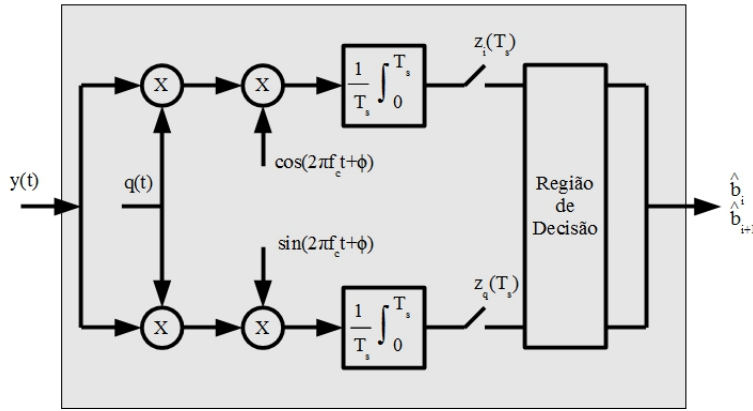 X
X
1/T_s ∫_0^{T_s}
z_i(T_s)
cos(2πf_c t+ϕ)
y(t)
q(t)
Região
de
Decisão
b̂_i
b̂_{i+1}
sin(2πf_c t+ϕ)
X
X
1/T_s ∫_0^{T_s}
z_q(T_s)